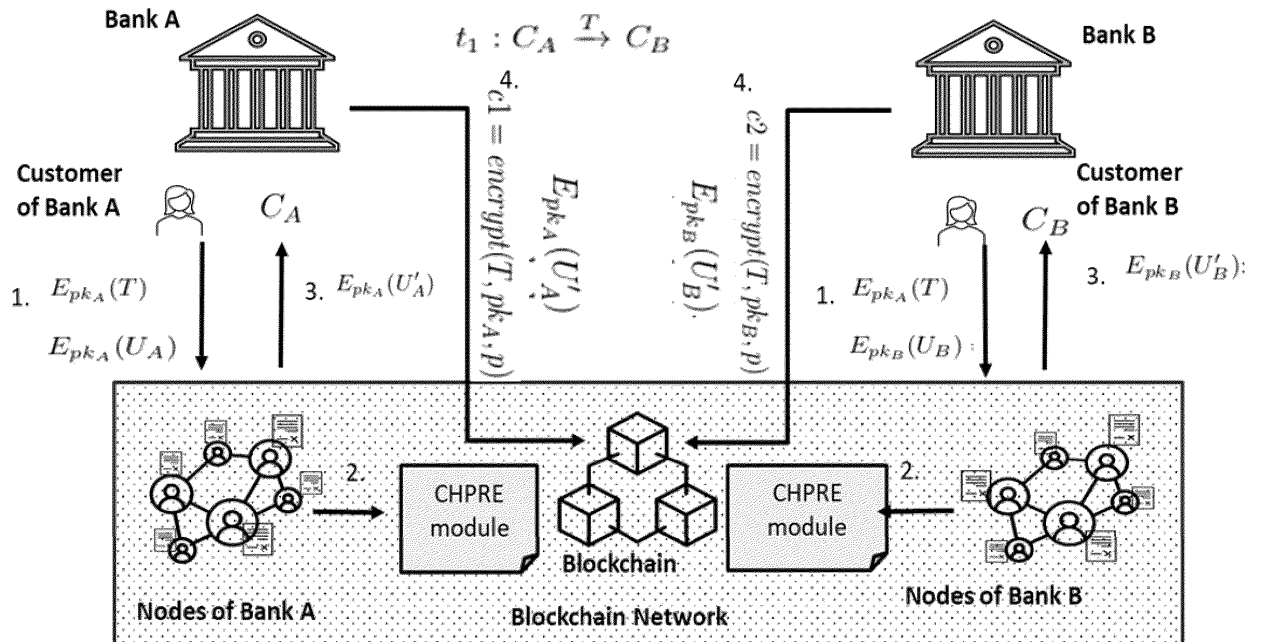 Bank A
t₁ : C_A →^T C_B
Bank B
4.
c1 = encrypt(T, pk_A, p)
E_{pk_A}(U'_A)
4.
c2 = encrypt(T, pk_B, p)
E_{pk_B}(U'_B).
Customer
of Bank A
C_A
Customer
of Bank B
C_B
1. E_{pk_A}(T)
E_{pk_A}(U_A)
3. E_{pk_A}(U'_A)
1. E_{pk_A}(T)
E_{pk_B}(U_B) :
3. E_{pk_B}(U'_B):
2.
CHPRE
module
CHPRE
module
2.
Blockchain
Nodes of Bank A
Blockchain Network
Nodes of Bank B